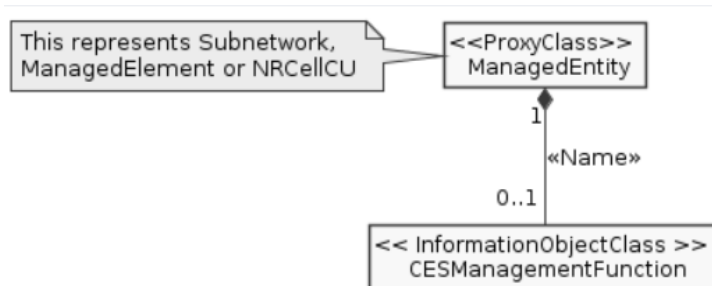 This represents Subnetwork,
ManagedElement or NRCellCU
<<ProxyClass>>
ManagedEntity
1
«Name»
0..1
<< InformationObjectClass >>
CESManagementFunction